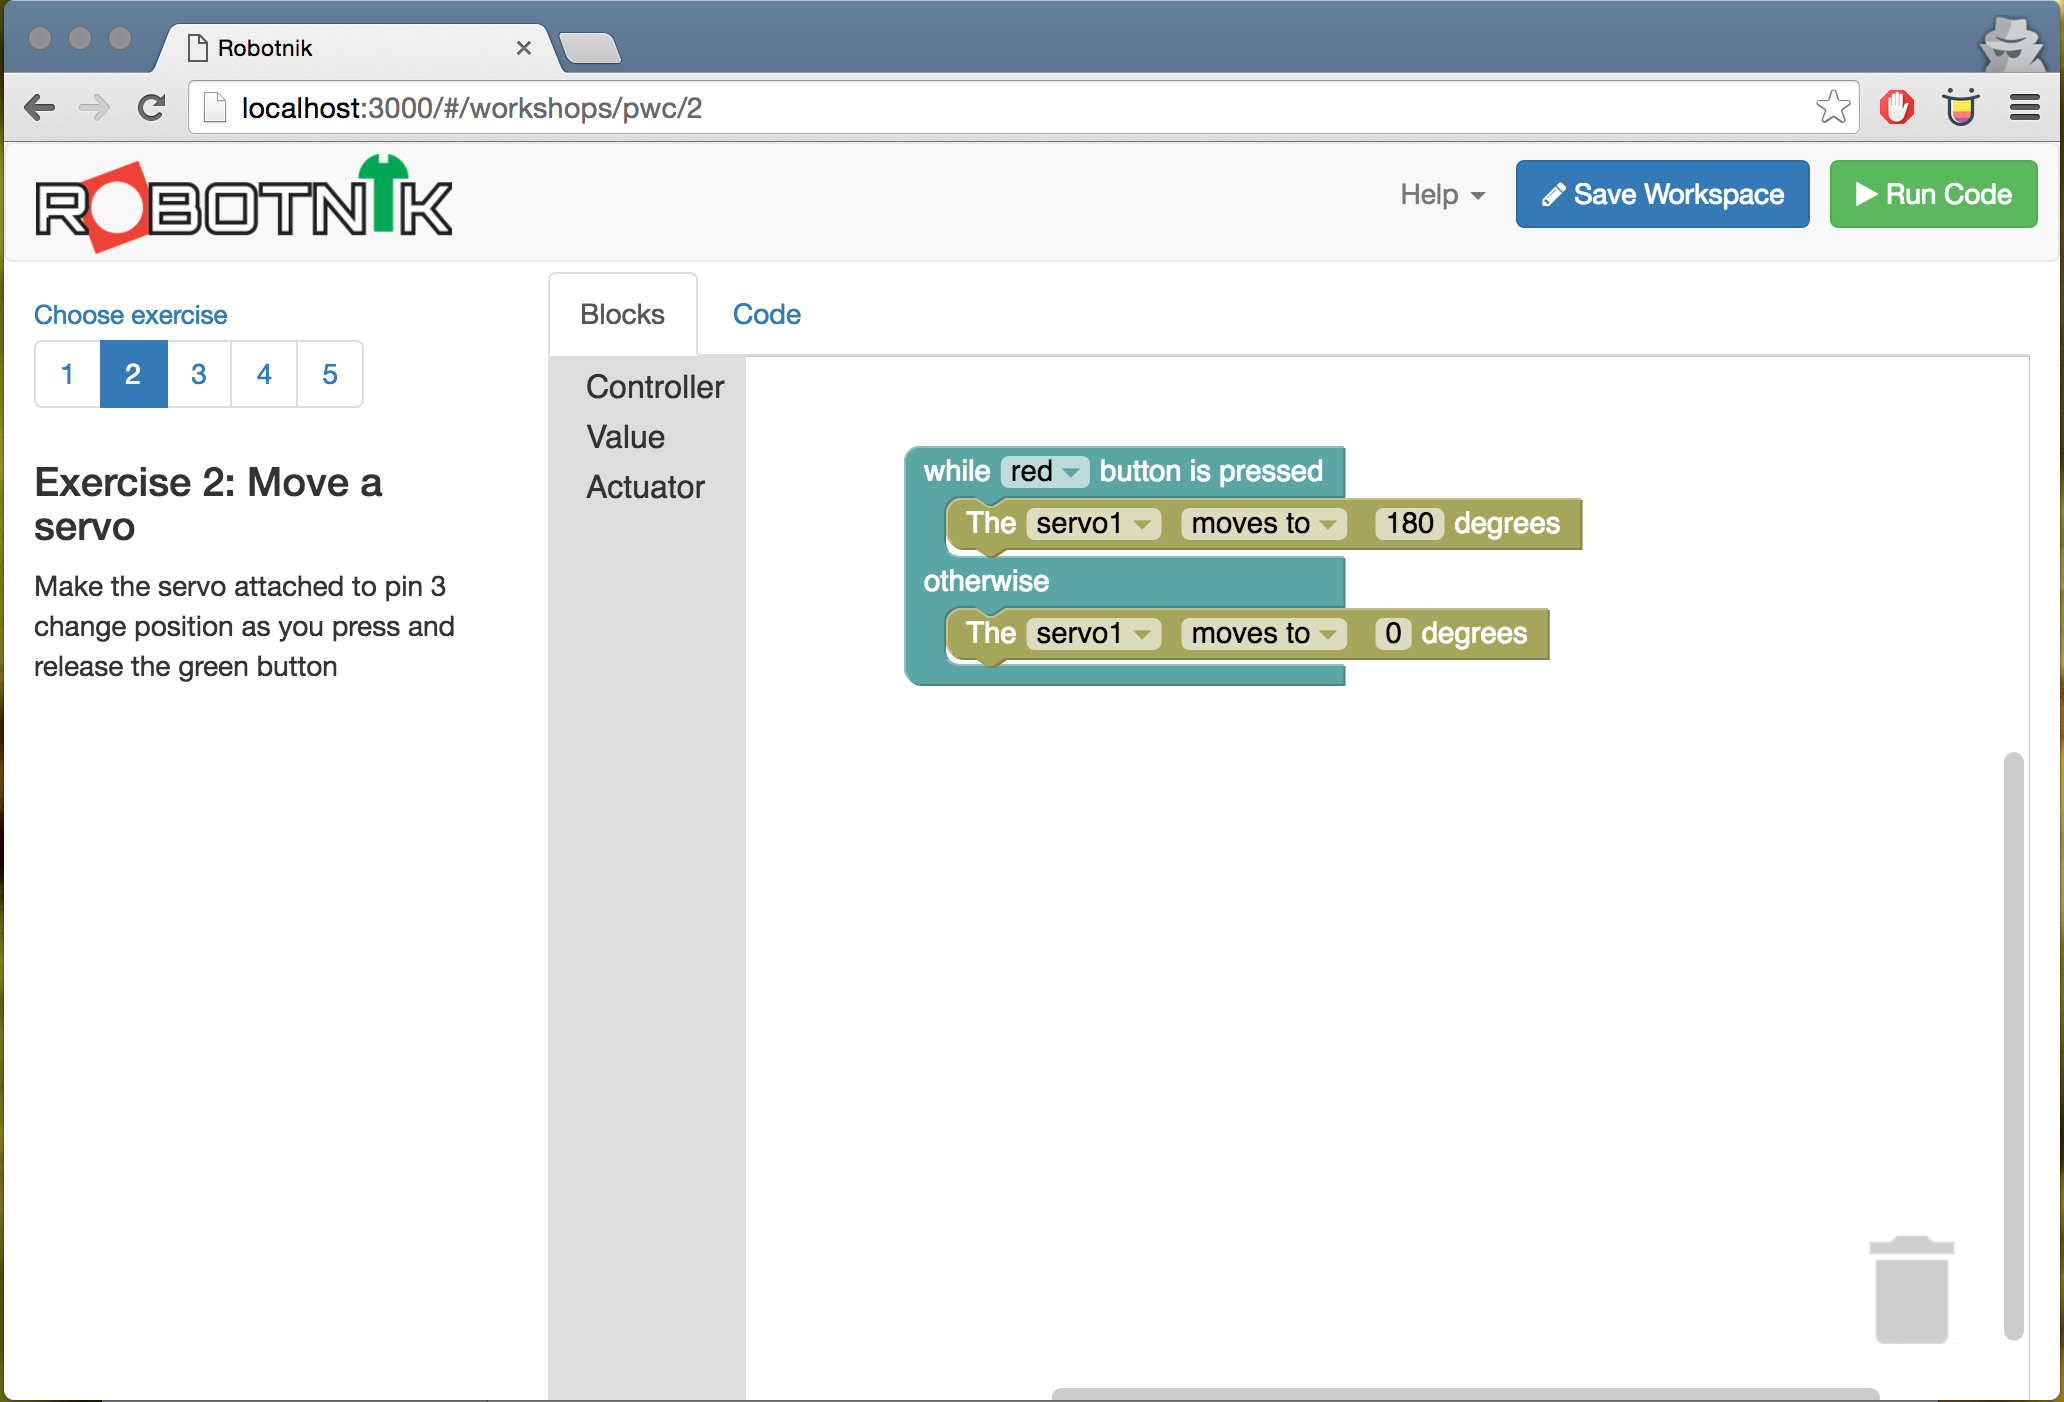 Robotnik
localhost:3000/#/workshops/pwc/2
ROBOTNIK
Help
Save Workspace
Run Code
Choose exercise
1 2 3 4 5
Exercise 2: Move a
servo
Make the servo attached to pin 3
change position as you press and
release the green button
Blocks
Code
Controller
Value
Actuator
while red button is pressed
The servo1 moves to 180 degrees
otherwise
The servo1 moves to 0 degrees